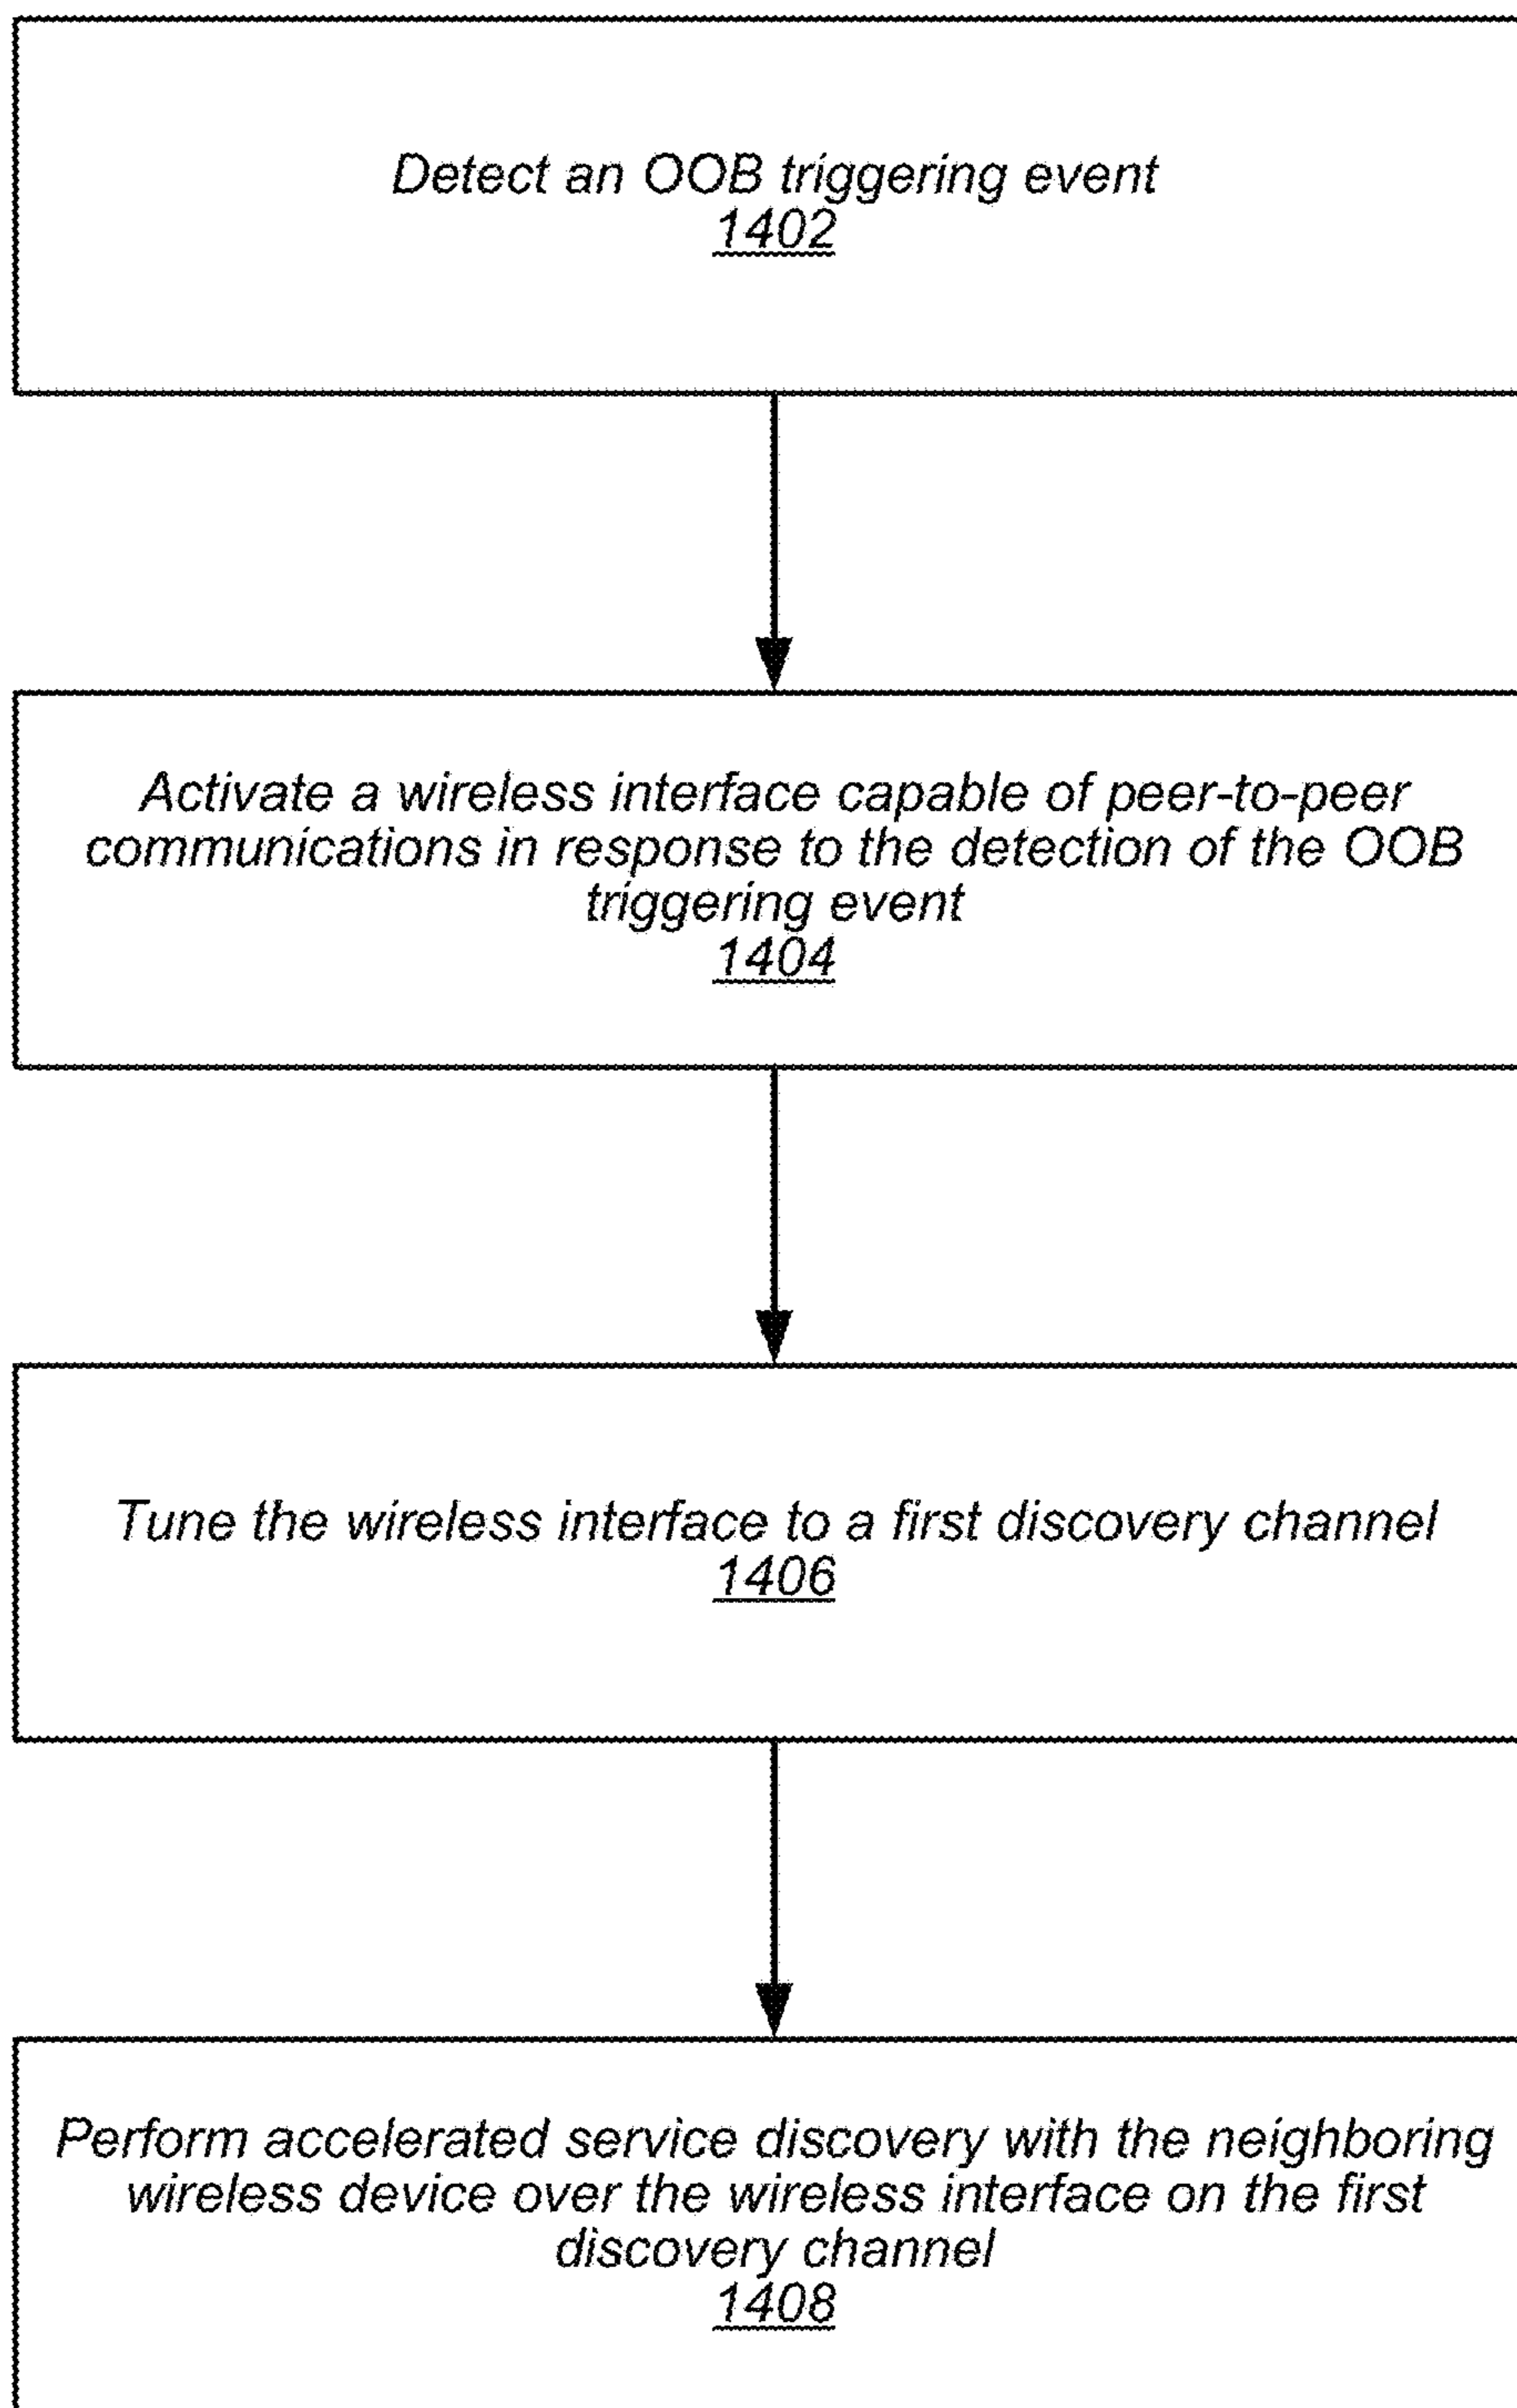 Detect an OOB triggering event
1402
Activate a wireless interface capable of peer-to-peer
communications in response to the detection of the OOB
triggering event
1404
Tune the wireless interface to a first discovery channel
1406
Perform accelerated service discovery with the neighboring
wireless device over the wireless interface on the first
discovery channel
1408